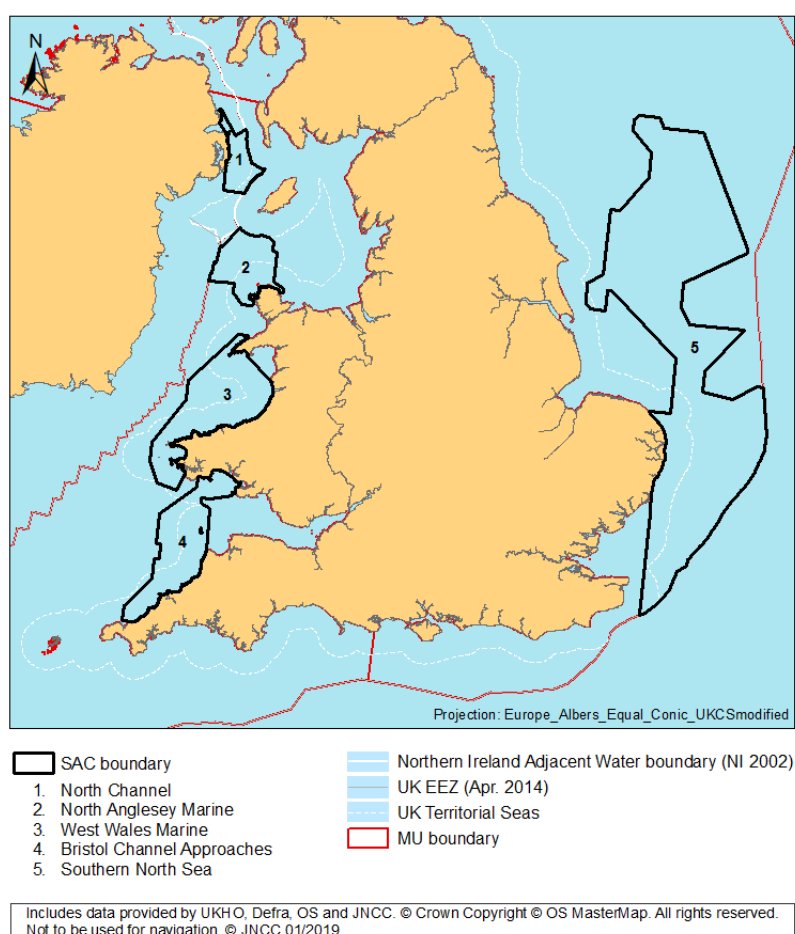 N
1
2
3
4
5
Projection: Europe_Albers_Equal_Conic_UKCSmodified
SAC boundary
1. North Channel
2. North Anglesey Marine
3. West Wales Marine
4. Bristol Channel Approaches
5. Southern North Sea
Northern Ireland Adjacent Water boundary (NI 2002)
UK EEZ (Apr. 2014)
UK Territorial Seas
MU boundary
Includes data provided by UKHO, Defra, OS and JNCC. © Crown Copyright © OS MasterMap. All rights reserved.
Not to be used for navigation. © JNCC 01/2019